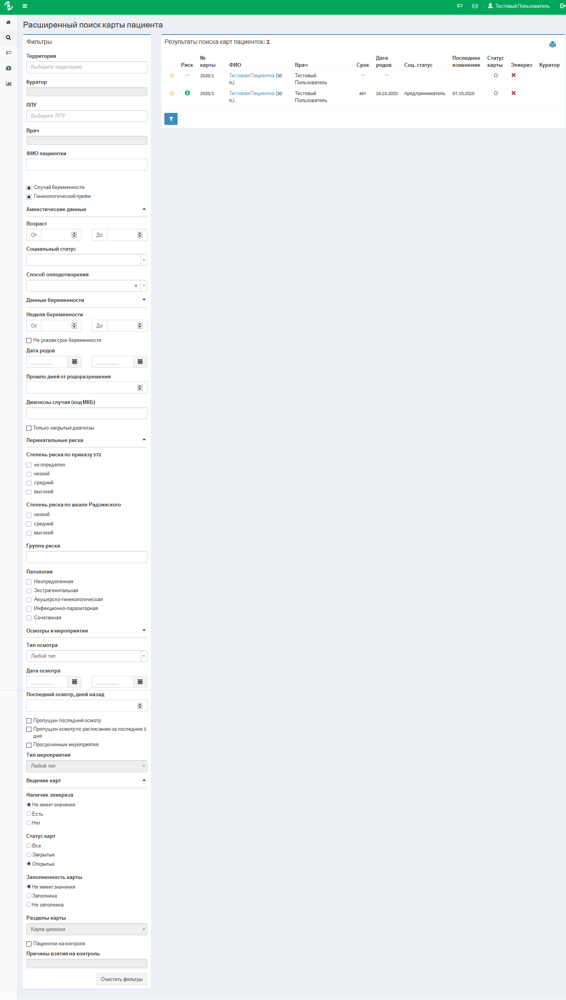 Тестовый Пользователь
Расширенный поиск карты пациента
Фильтры
Территория
Выберите территорию
Куратор
ЛПУ
Выберите ЛПУ
Врач
ФИО пациентки
Случай беременности
Гинекологический приём
Амнестические данные
Возраст
От До
Социальный статус
Способ оплодотворения
Данные беременности
Неделя беременности
От До
Не указан срок беременности
Дата родов
__.__.____ __.__.____
Прошло дней от родоразрешения
Диагнозы случая (код МКБ)
Только закрытые диагнозы
Перинатальные риски
Степень риска по приказу 572
не определен
низкий
средний
высокий
Степень риска по шкале Радзинского
низкий
средний
высокий
Группа риска
Патология
Неопределенная
Экстрагенитальная
Акушерско-гинекологическая
Инфекционно-паразитарная
Сочетанная
Осмотры и мероприятия
Тип осмотра
Любой тип
Дата осмотра
__.__.____ __.__.____
Последний осмотр, дней назад
Пропущен последний осмотр
Пропущен осмотр по расписанию за последние 3
дня
Просроченные мероприятия
Тип мероприятия
Любой тип
Ведение карт
Наличие эпикриза
Не имеет значения
Есть
Нет
Статус карт
Все
Закрытые
Открытые
Заполненность карты
Не имеет значения
Заполнена
Не заполнена
Разделы карты
Карта целиком
Пациентки на контроле
Причины взятия на контроль
Очистить фильтры
Результаты поиска карт пациенток: 2
№ Дата Последнее Статус
Риск карты ФИО Врач Срок родов Соц. статус изменение карты Эпикриз Куратор
2020/1 Тестовая Пациентка (30 Тестовый О
л.) Пользователь
2020/1 Тестовая Пациентка (30 Тестовый 40+ 16.10.2020 предприниматель 07.10.2020 О
л.) Пользователь